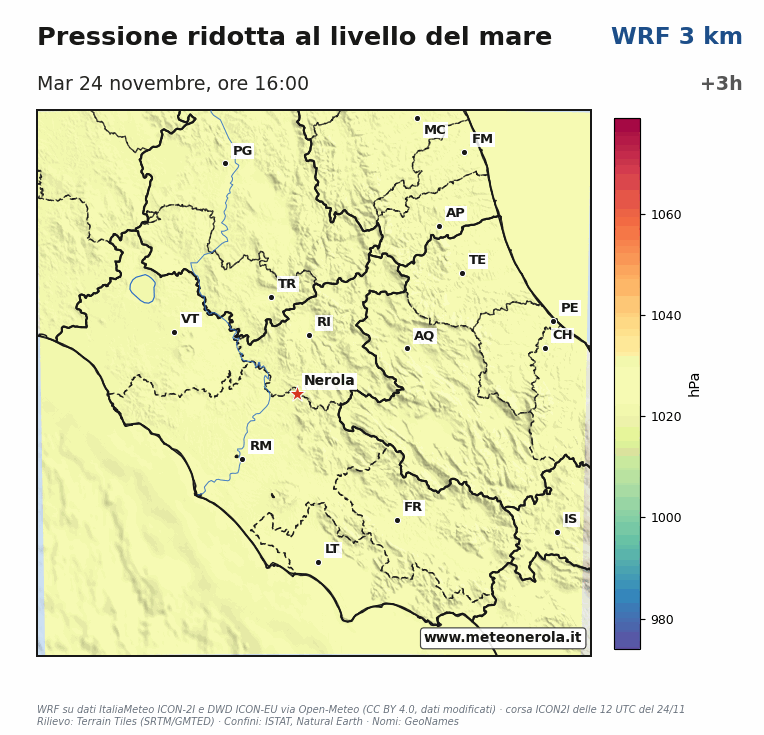 Pressione ridotta al livello del mare
WRF 3 km
Mar 24 novembre, ore 16:00
+3h
MC
FM
PG
AP
TE
TR
PE
VT
RI
AQ
CH
Nerola
RM
FR
IS
LT
www.meteonerola.it
1060
1040
1020
1000
980
hPa
WRF su dati ItaliaMeteo ICON-2I e DWD ICON-EU via Open-Meteo (CC BY 4.0, dati modificati) · corsa ICON2I delle 12 UTC del 24/11
Rilievo: Terrain Tiles (SRTM/GMTED) · Confini: ISTAT, Natural Earth · Nomi: GeoNames